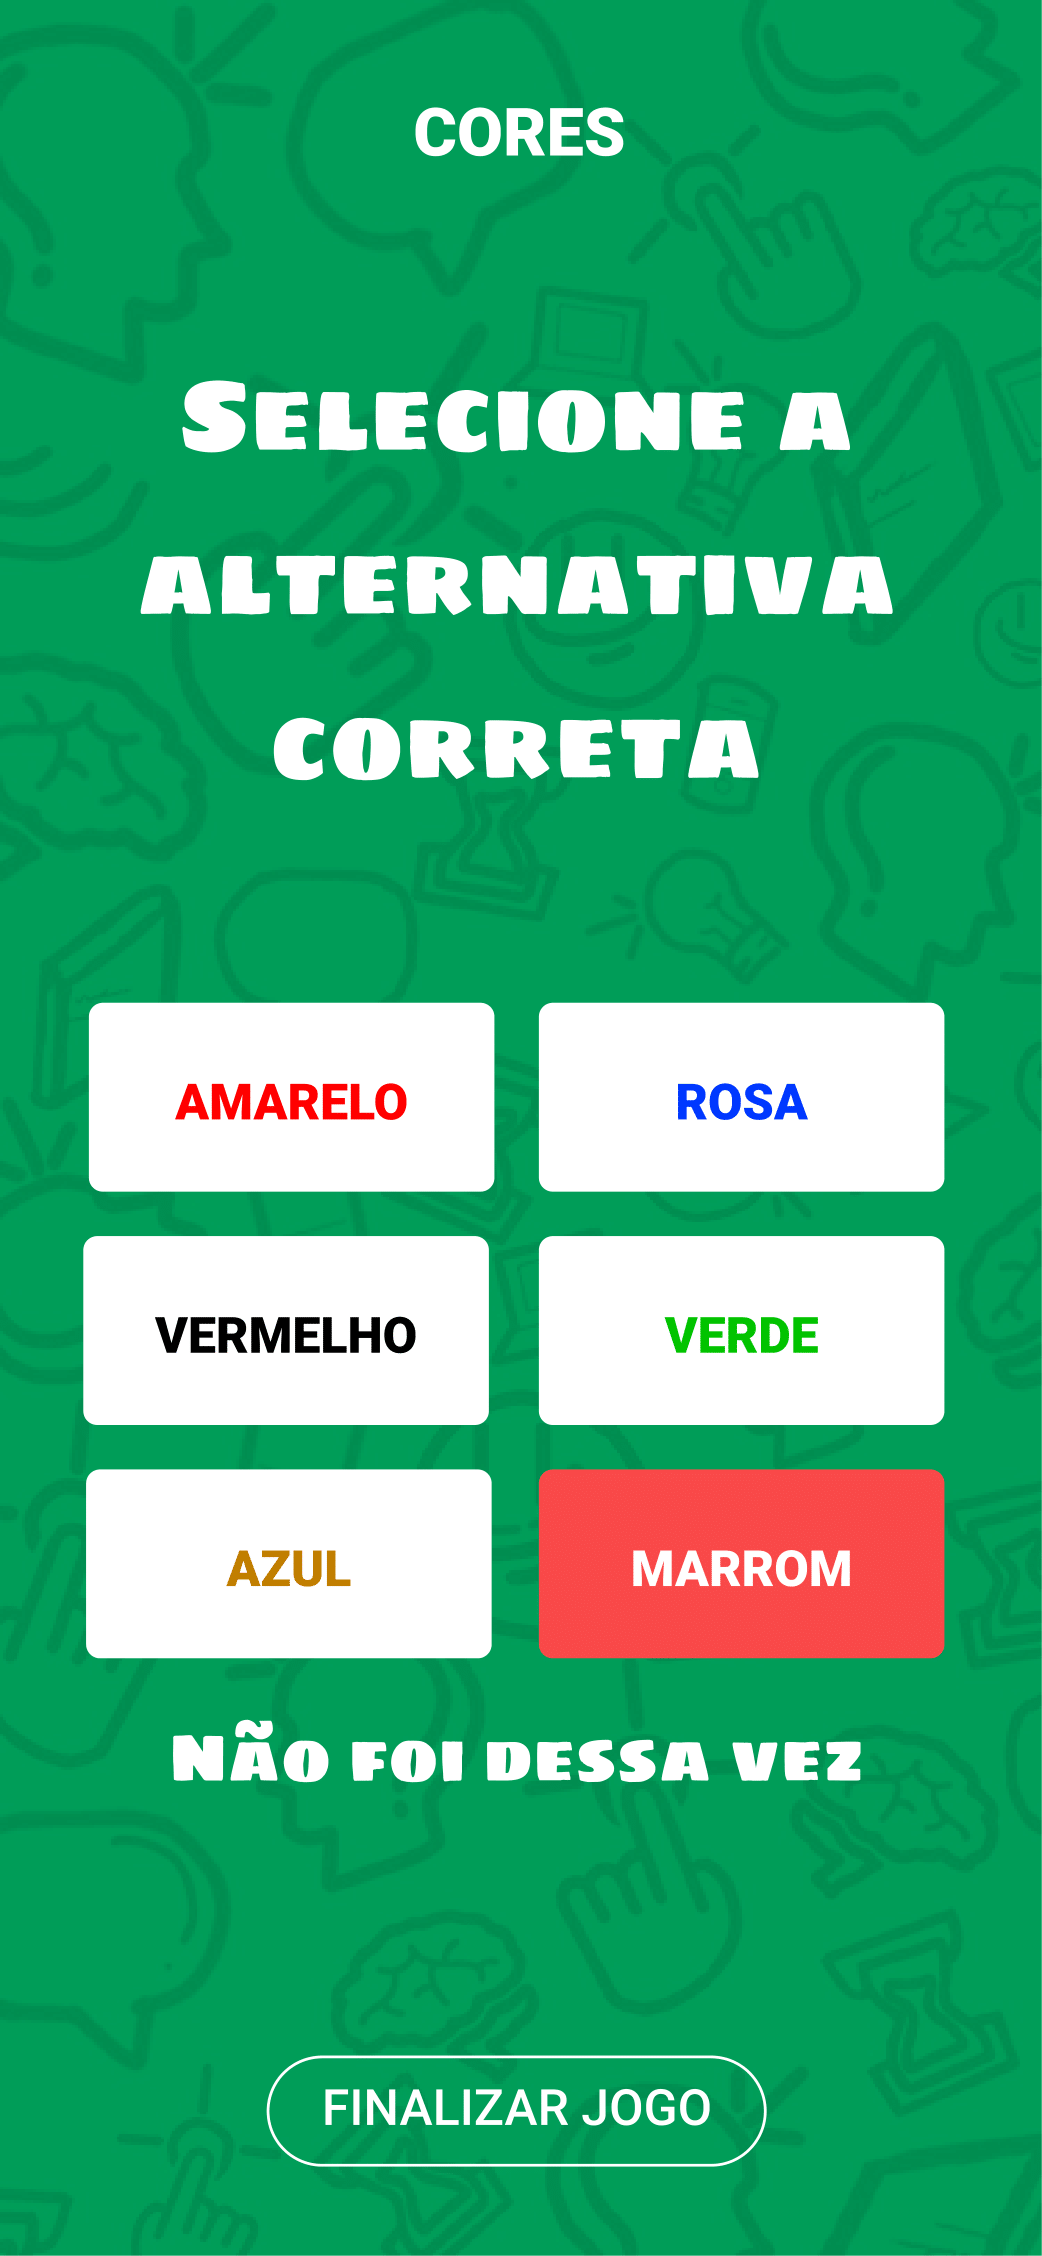 CORES
Selecione a
alternativa
correta
AMARELO
ROSA
VERMELHO
VERDE
AZUL
MARROM
Não foi dessa vez
FINALIZAR JOGO